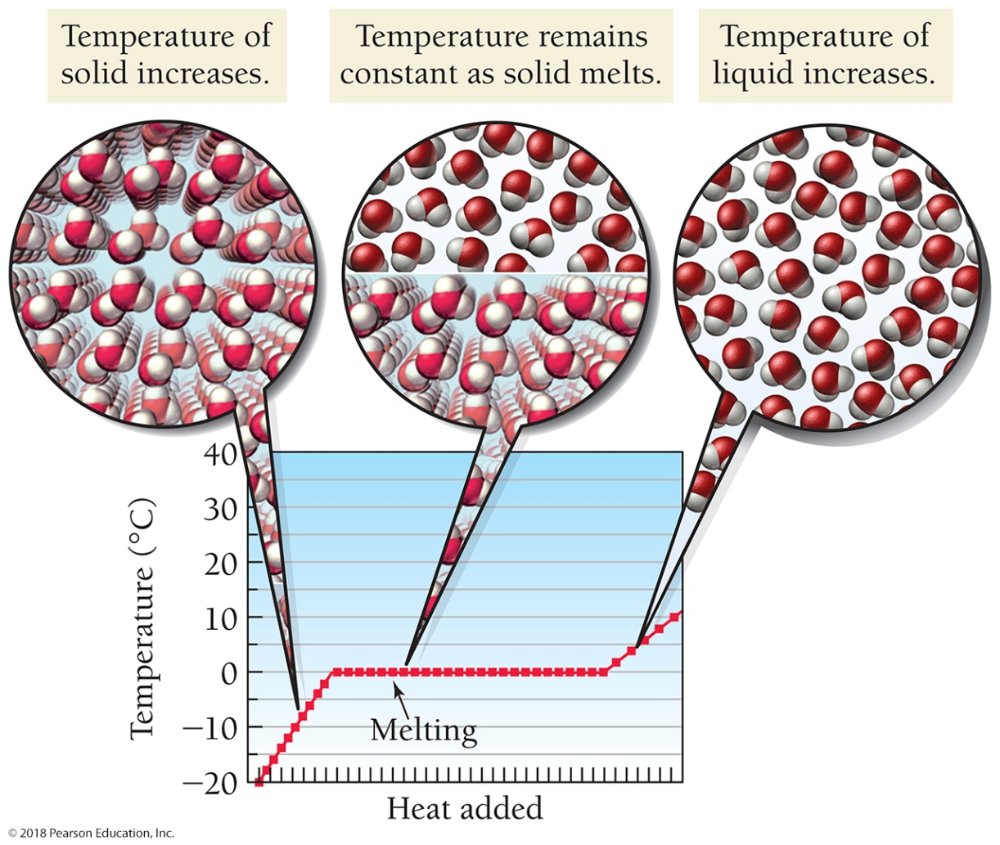 Temperature of
solid increases.
Temperature remains
constant as solid melts.
Temperature of
liquid increases.
40
30
20
10
0
−10
−20
Temperature (°C)
Melting
Heat added
© 2018 Pearson Education, Inc.